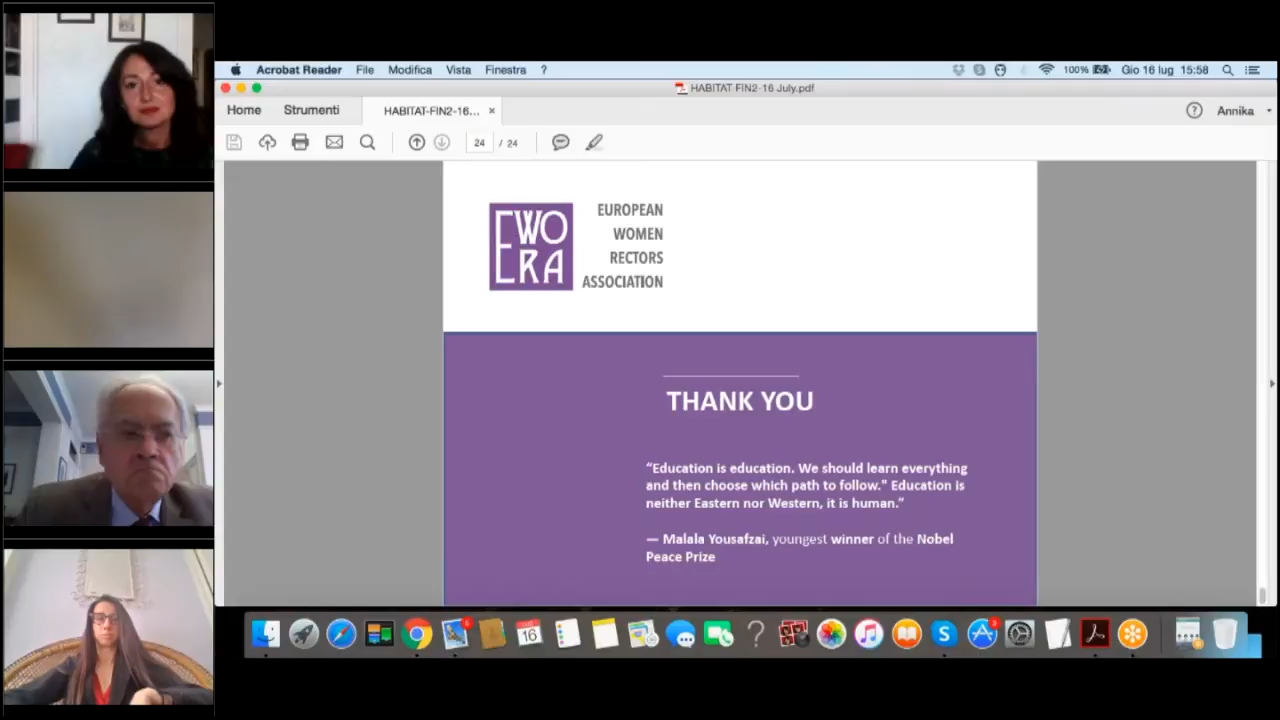 Acrobat Reader File Modifica Vista Finestra ? 100% Gio 16 lug 15:58
HABITAT FIN2-16 July.pdf
Home Strumenti HABITAT-FIN2-16... × ? Annika
24 / 24
EWO
ERA
EUROPEAN
WOMEN
RECTORS
ASSOCIATION
THANK YOU
“Education is education. We should learn everything
and then choose which path to follow." Education is
neither Eastern nor Western, it is human.”
— Malala Yousafzai, youngest winner of the Nobel
Peace Prize
16